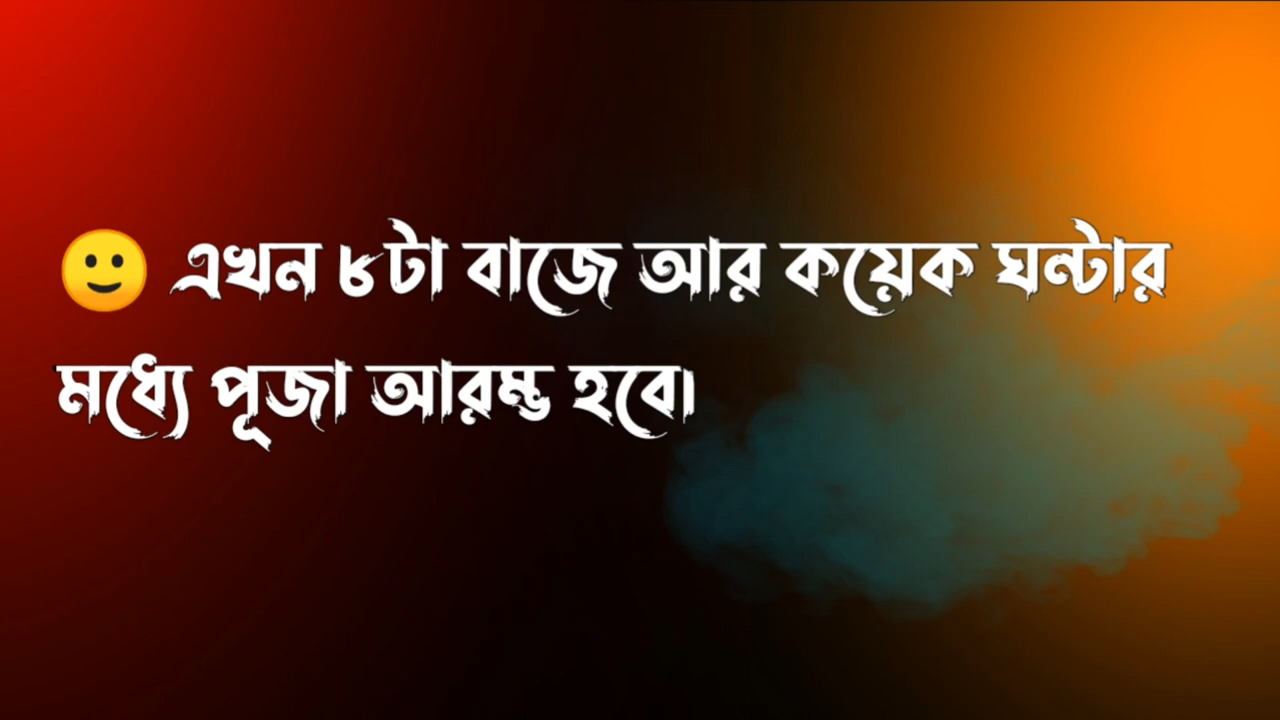 🙂 এখন ৮টা বাজে আর কয়েক ঘন্টার
মধ্যে পূজা আরম্ভ হবে৷